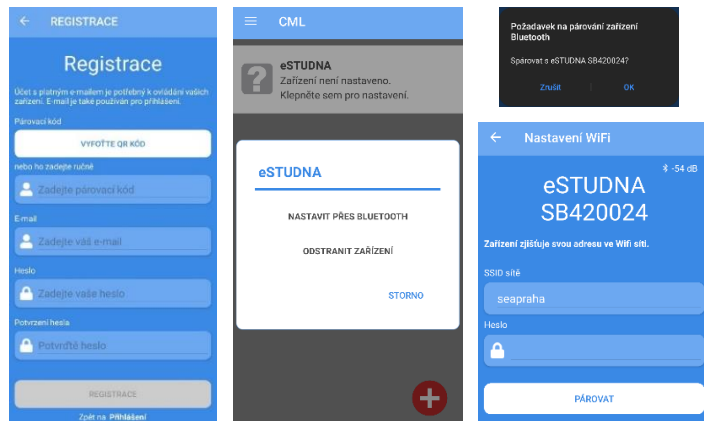 REGISTRACE
Registrace
Účet s platným e-mailem je potřebný k ovládání vašich
zařízení. E-mail je také používán pro přihlášení.
Párovací kód
VYFOŤTE QR KÓD
nebo ho zadejte ručně
Zadejte párovací kód
E-mail
Zadejte váš e-mail
Heslo
Zadejte vaše heslo
Potvrzení hesla
Potvrďtě heslo
REGISTRACE
Zpět na Přihlášení
CML
eSTUDNA
Zařízení není nastaveno.
Klepněte sem pro nastavení.
eSTUDNA
NASTAVIT PŘES BLUETOOTH
ODSTRANIT ZAŘÍZENÍ
STORNO
Požadavek na párování zařízení
Bluetooth
Spárovat s eSTUDNA SB420024?
Zrušit
OK
Nastavení WiFi
-54 dB
eSTUDNA
SB420024
Zařízení zjišťuje svou adresu ve Wifi síti.
SSID sítě
seapraha
Heslo
PÁROVAT